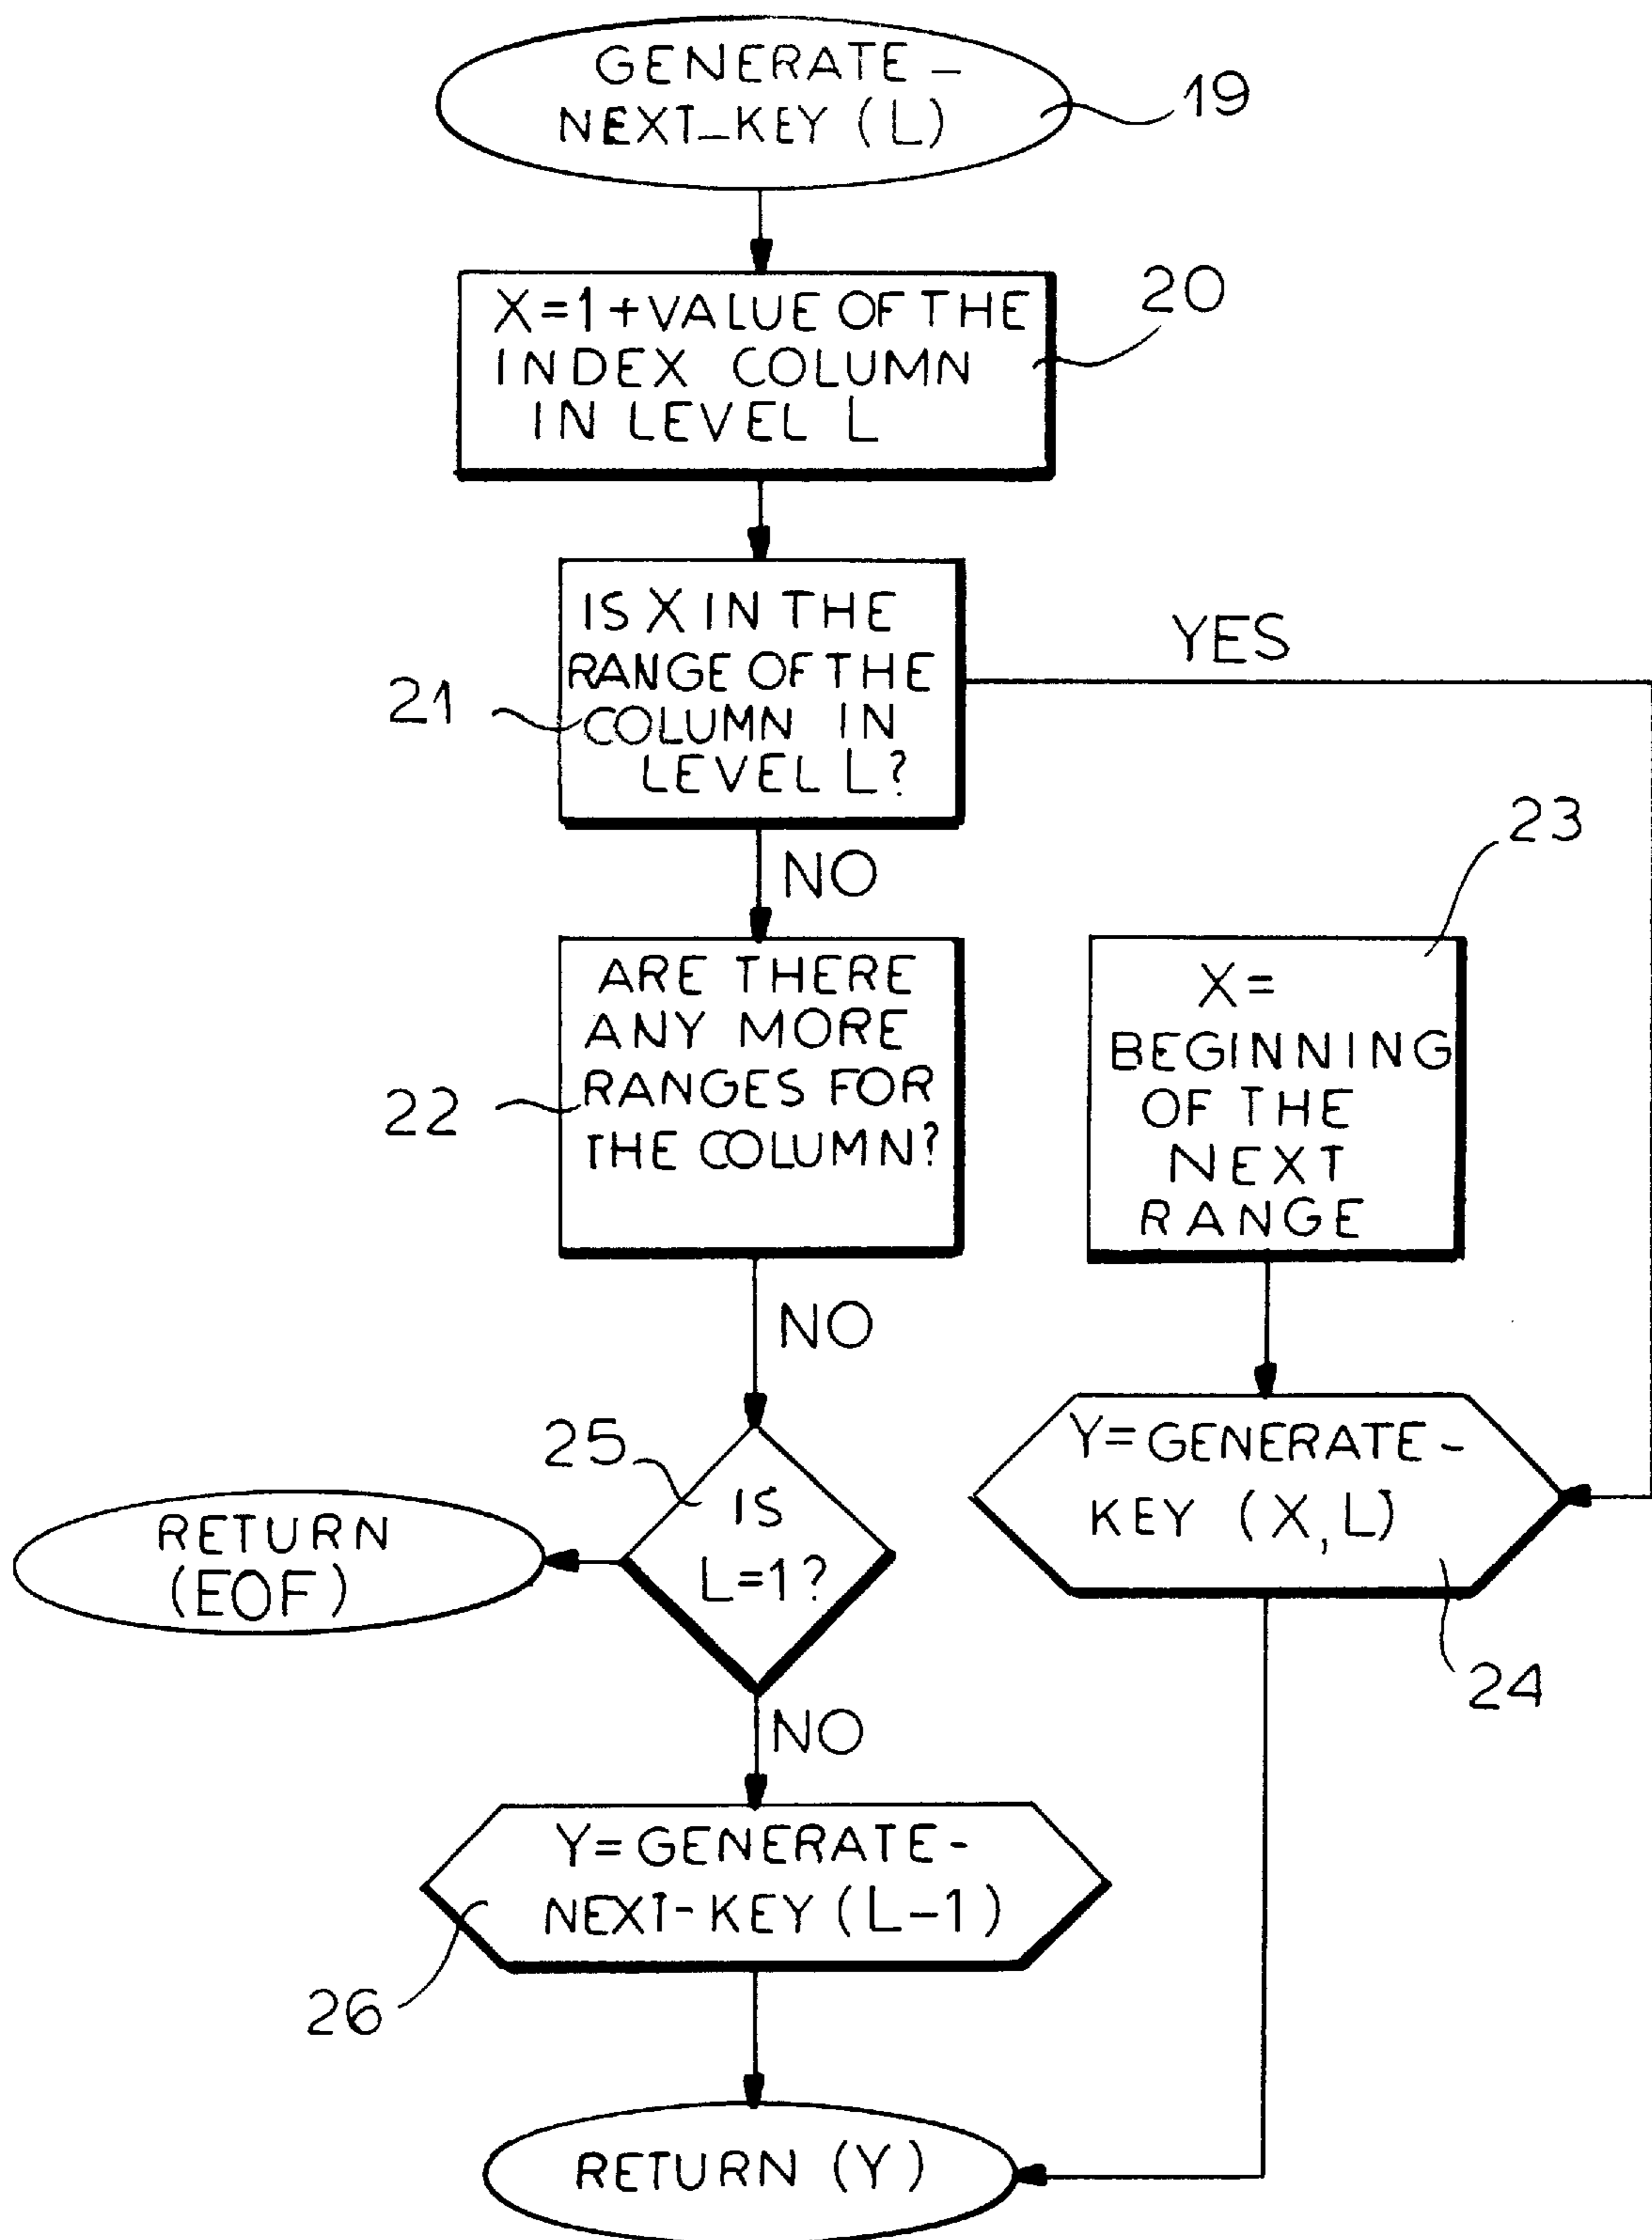 GENERATE_
NEXT_KEY (L)
19
X=1+VALUE OF THE
INDEX COLUMN
IN LEVEL L
20
IS X IN THE
RANGE OF THE
COLUMN IN
LEVEL L?
21
YES
NO
23
ARE THERE
ANY MORE
RANGES FOR
THE COLUMN?
22
X=
BEGINNING
OF THE
NEXT
RANGE
NO
25
IS
L=1?
RETURN
(EOF)
Y=GENERATE-
KEY (X,L)
24
NO
Y=GENERATE-
NEXT-KEY(L-1)
26
RETURN (Y)